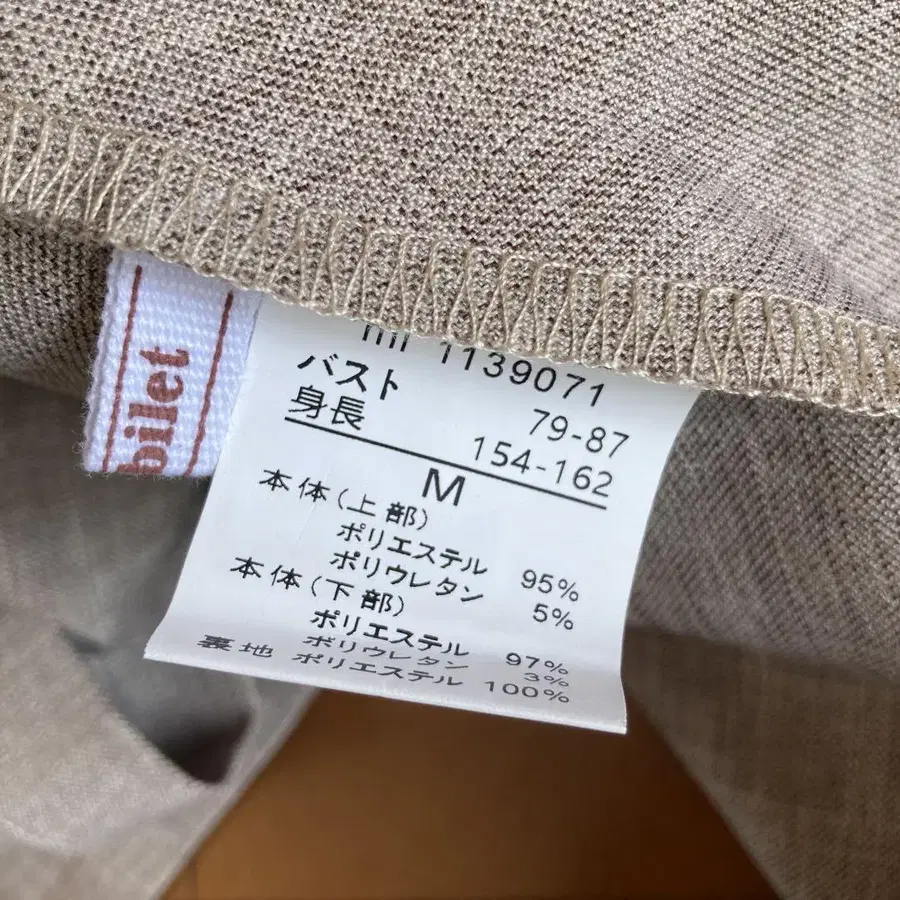 bilet
ml 1139071
バスト 79-87
身長 154-162
M
本体(上部)
ポリエステル 95%
ポリウレタン 5%
本体(下部)
ポリエステル 97%
ポリウレタン 3%
裏地 ポリエステル 100%